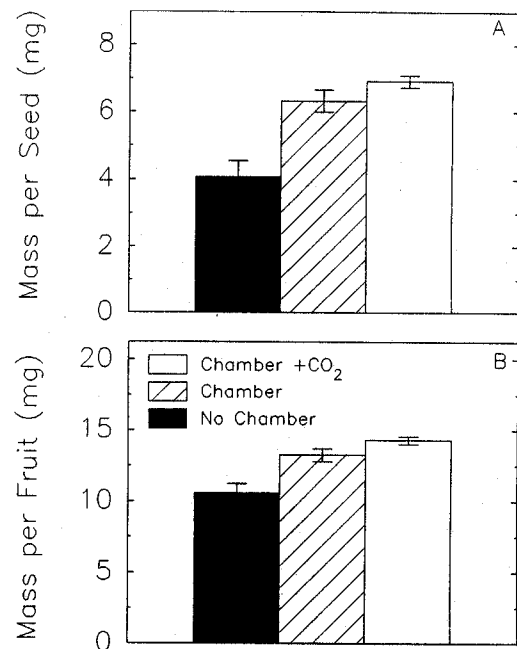 A
Mass per Seed (mg)
8
6
4
2
0
B
Mass per Fruit (mg)
20
15
10
5
0
Chamber +CO₂
Chamber
No Chamber